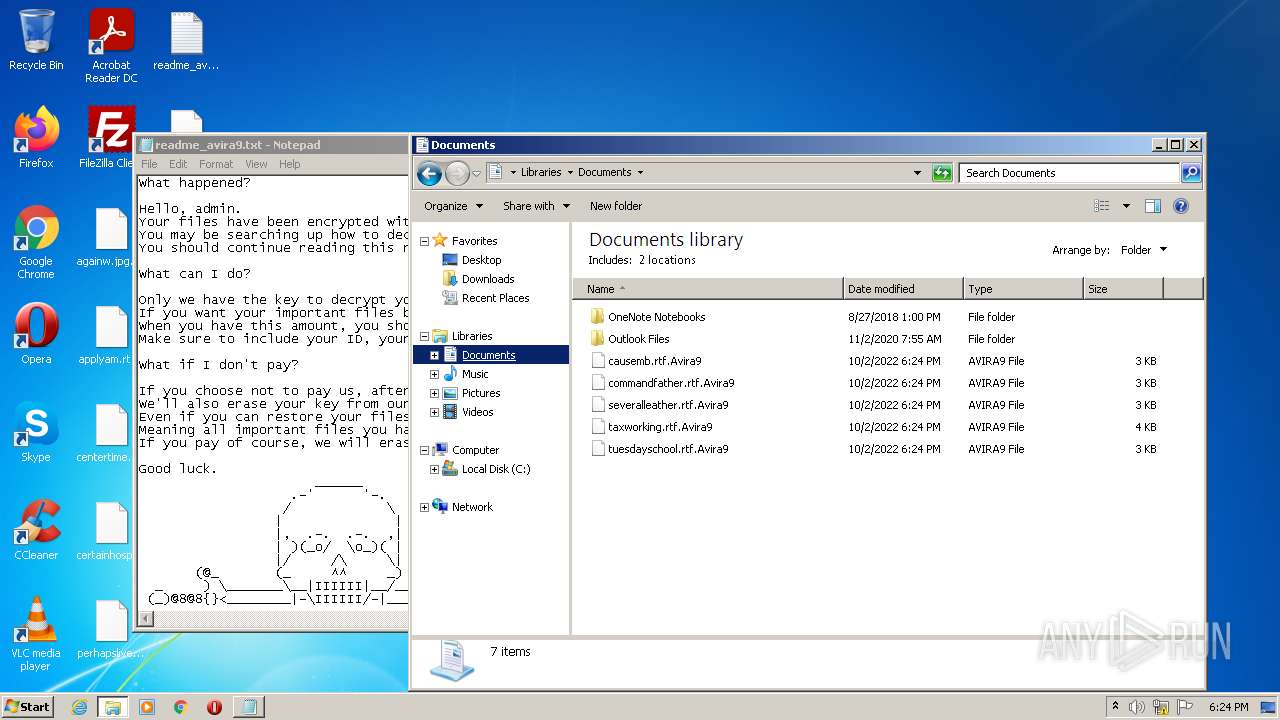 Recycle Bin
Acrobat
Reader DC
readme_av...
Firefox
FileZilla Clie
Google
Chrome
againw.jpg.
Opera
applyam.rt
Skype
centertime.
CCleaner
certainhosp
VLC media
player
perhapslive...
readme_avira9.txt - Notepad
File Edit Format View Help
What happened?
Hello, admin.
Your files have been encrypted wit
You may be searching up how to dec
You should continue reading this
What can I do?
Only we have the key to decrypt yo
If you want your important files b
When you have this amount, you sho
Make sure to include your ID, your
What if I don't pay?
If you choose not to pay us, after
We'll also erase your key from our
Even if you can restore your files
Meaning all important files you ha
If you pay of course, we will eras
Good luck.
Documents
Libraries Documents
Search Documents
Organize Share with New folder
Favorites
Desktop
Downloads
Recent Places
Libraries
Documents
Music
Pictures
Videos
Computer
Local Disk (C:)
Network
Documents library
Includes: 2 locations
Arrange by: Folder
Name Date modified Type Size
OneNote Notebooks 8/27/2018 1:00 PM File folder
Outlook Files 11/2/2020 7:55 AM File folder
causemb.rtf.Avira9 10/2/2022 6:24 PM AVIRA9 File 3 KB
commandfather.rtf.Avira9 10/2/2022 6:24 PM AVIRA9 File 3 KB
severalleather.rtf.Avira9 10/2/2022 6:24 PM AVIRA9 File 3 KB
taxworking.rtf.Avira9 10/2/2022 6:24 PM AVIRA9 File 4 KB
tuesdayschool.rtf.Avira9 10/2/2022 6:24 PM AVIRA9 File 3 KB
7 items
ANY RUN
Start
6:24 PM